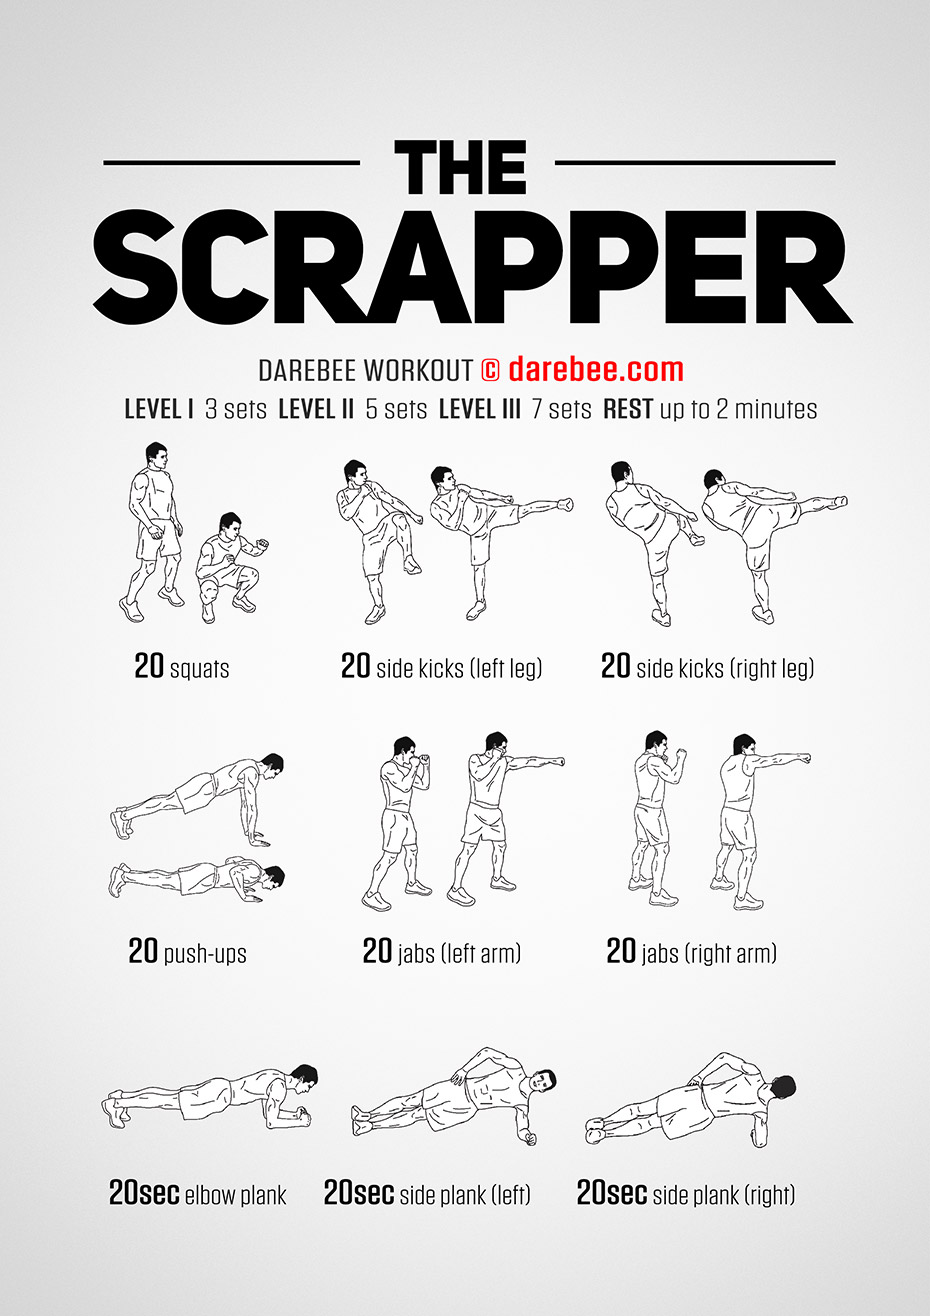 THE
SCRAPPER
DAREBEE WORKOUT © darebee.com
LEVEL I 3 sets LEVEL II 5 sets LEVEL III 7 sets REST up to 2 minutes
20 squats
20 side kicks (left leg)
20 side kicks (right leg)
20 push-ups
20 jabs (left arm)
20 jabs (right arm)
20sec elbow plank
20sec side plank (left)
20sec side plank (right)